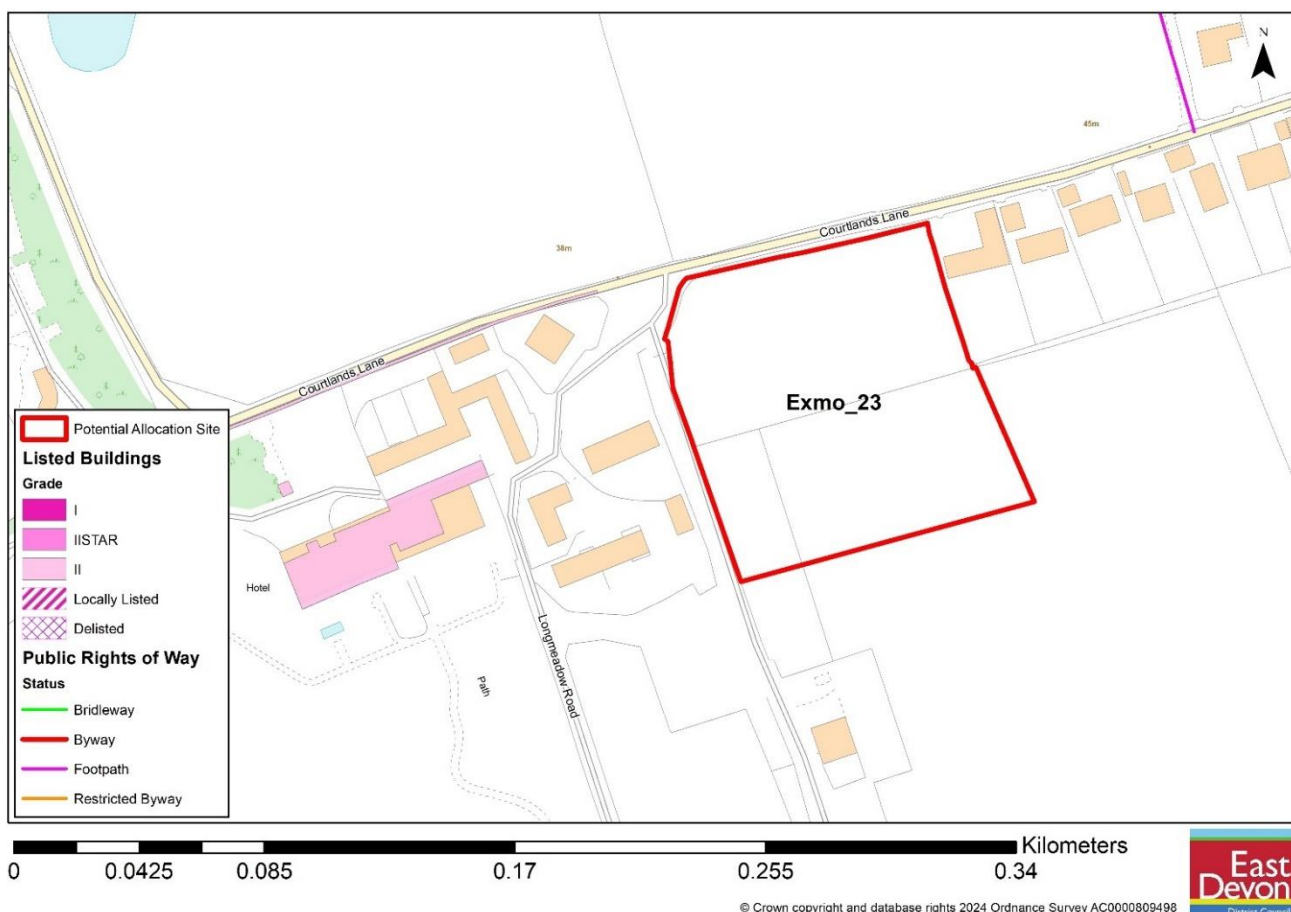 N
45m
Courtlands Lane
38m
Courtlands Lane
Exmo_23
Potential Allocation Site
Listed Buildings
Grade
I
IISTAR
II
Locally Listed
Delisted
Public Rights of Way
Status
Bridleway
Byway
Footpath
Restricted Byway
Hotel
Path
Longmeadow Road
Kilometers
0 0.0425 0.085 0.17 0.255 0.34
East
Devon
District Council
© Crown copyright and database rights 2024 Ordnance Survey AC0000809498